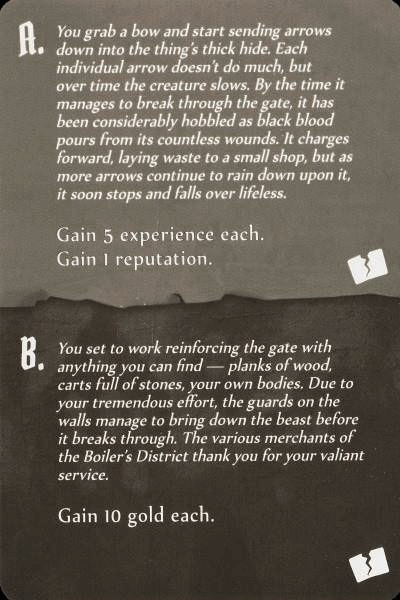 A. You grab a bow and start sending arrows
down into the thing's thick hide. Each
individual arrow doesn't do much, but
over time the creature slows. By the time it
manages to break through the gate, it has
been considerably hobbled as black blood
pours from its countless wounds. It charges
forward, laying waste to a small shop, but as
more arrows continue to rain down upon it,
it soon stops and falls over lifeless.
Gain 5 experience each.
Gain 1 reputation.
B. You set to work reinforcing the gate with
anything you can find — planks of wood,
carts full of stones, your own bodies. Due to
your tremendous effort, the guards on the
walls manage to bring down the beast before
it breaks through. The various merchants of
the Boiler's District thank you for your valiant
service.
Gain 10 gold each.